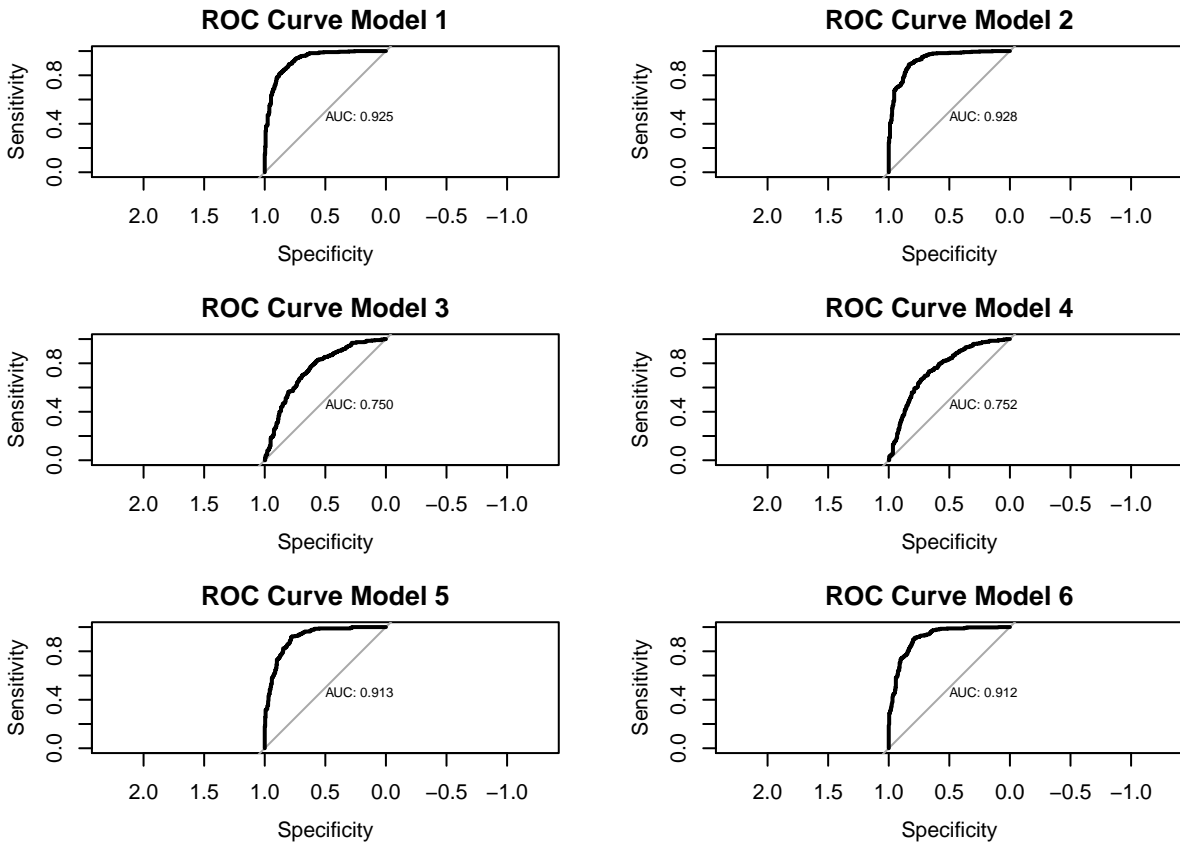 ROC Curve Model 1
Sensitivity
0.0 0.4 0.8
AUC: 0.925
2.0 1.5 1.0 0.5 0.0 −0.5 −1.0
Specificity
ROC Curve Model 2
Sensitivity
0.0 0.4 0.8
AUC: 0.928
2.0 1.5 1.0 0.5 0.0 −0.5 −1.0
Specificity
ROC Curve Model 3
Sensitivity
0.0 0.4 0.8
AUC: 0.750
2.0 1.5 1.0 0.5 0.0 −0.5 −1.0
Specificity
ROC Curve Model 4
Sensitivity
0.0 0.4 0.8
AUC: 0.752
2.0 1.5 1.0 0.5 0.0 −0.5 −1.0
Specificity
ROC Curve Model 5
Sensitivity
0.0 0.4 0.8
AUC: 0.913
2.0 1.5 1.0 0.5 0.0 −0.5 −1.0
Specificity
ROC Curve Model 6
Sensitivity
0.0 0.4 0.8
AUC: 0.912
2.0 1.5 1.0 0.5 0.0 −0.5 −1.0
Specificity